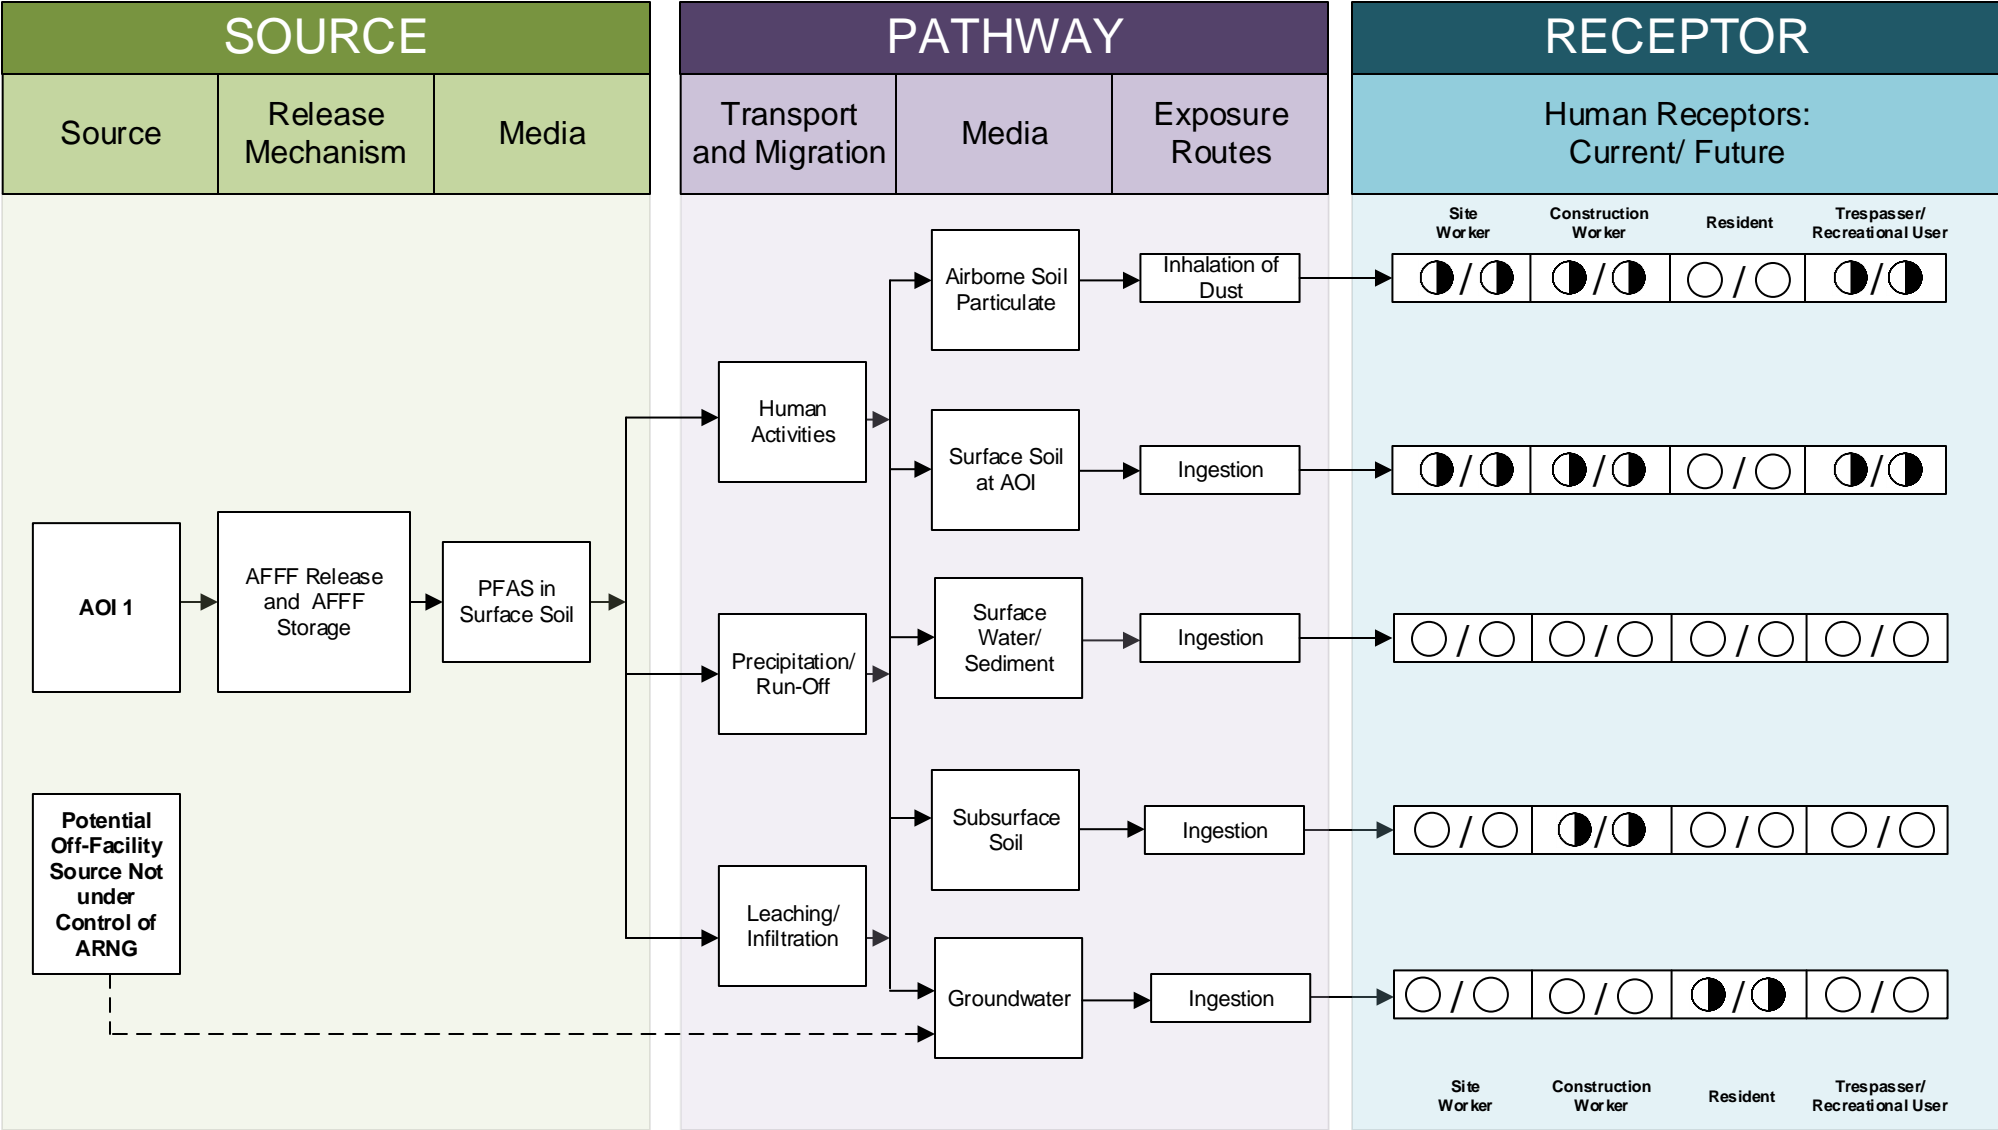 SOURCE
PATHWAY
RECEPTOR
Source
Release
Mechanism
Media
Transport
and Migration
Media
Exposure
Routes
Human Receptors:
Current/ Future
Site
Worker
Construction
Worker
Resident
Trespasser/
Recreational User
Airborne Soil
Particulate
Inhalation of
Dust
/
/
/
/
Human
Activities
Surface Soil
at AOI
Ingestion
/
/
/
/
AOI 1
AFFF Release
and AFFF
Storage
PFAS in
Surface Soil
Precipitation/
Run-Off
Surface
Water/
Sediment
Ingestion
/
/
/
/
Potential
Off-Facility
Source Not
under
Control of
ARNG
Subsurface
Soil
Ingestion
/
/
/
/
Leaching/
Infiltration
Groundwater
Ingestion
/
/
/
/
Site
Worker
Construction
Worker
Resident
Trespasser/
Recreational User